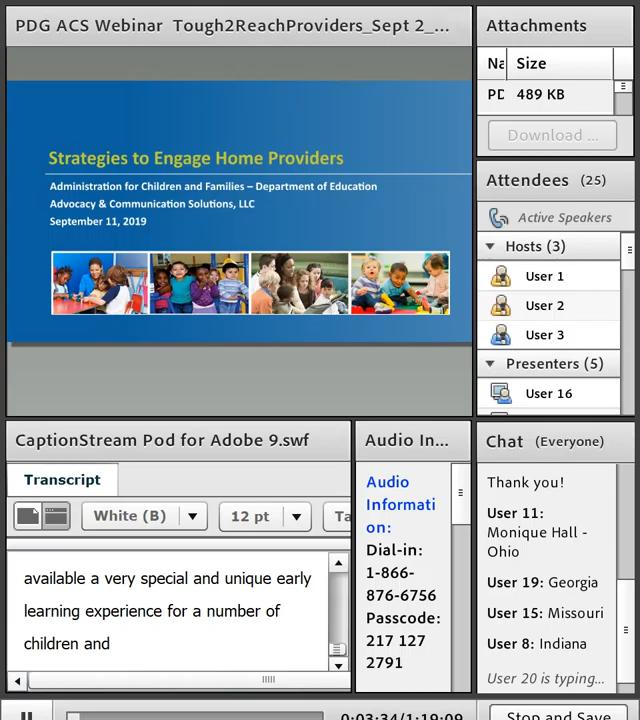 PDG ACS Webinar Tough2ReachProviders_Sept 2_...
Strategies to Engage Home Providers
Administration for Children and Families – Department of Education
Advocacy & Communication Solutions, LLC
September 11, 2019
Attachments
Na Size
PD 489 KB
Download ...
Attendees (25)
Active Speakers
Hosts (3)
User 1
User 2
User 3
Presenters (5)
User 16
CaptionStream Pod for Adobe 9.swf
Transcript
White (B)
12 pt
Ta
available a very special and unique early
learning experience for a number of
children and
Audio In...
Audio
Informati
on:
Dial-in:
1-866-
876-6756
Passcode:
217 127
2791
Chat (Everyone)
Thank you!
User 11:
Monique Hall -
Ohio
User 19: Georgia
User 15: Missouri
User 8: Indiana
User 20 is typing...
0:03:34/1:19:09
Stop and Save